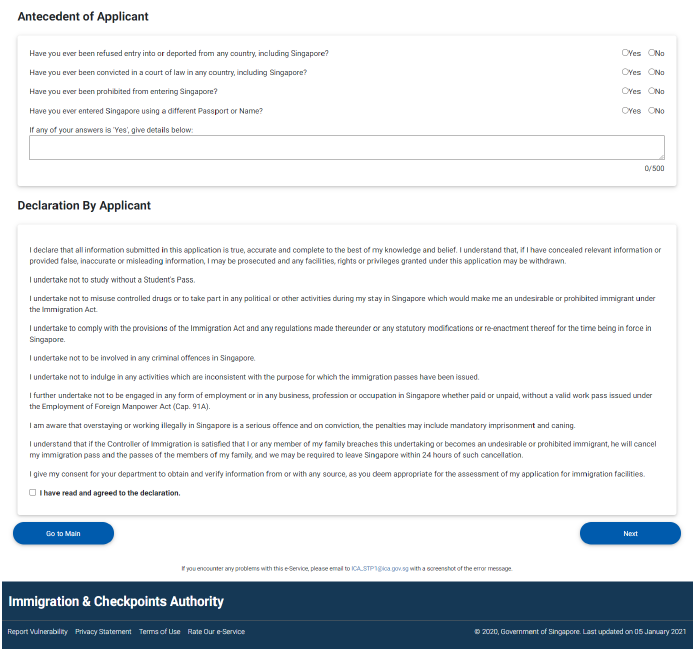 Antecedent of Applicant
Have you ever been refused entry into or deported from any country, including Singapore? Yes No
Have you ever been convicted in a court of law in any country, including Singapore? Yes No
Have you ever been prohibited from entering Singapore? Yes No
Have you ever entered Singapore using a different Passport or Name? Yes No
If any of your answers is 'Yes', give details below:
0/500
Declaration By Applicant
I declare that all information submitted in this application is true, accurate and complete to the best of my knowledge and belief. I understand that, if I have concealed relevant information or
provided false, inaccurate or misleading information, I may be prosecuted and any facilities, rights or privileges granted under this application may be withdrawn.
I undertake not to study without a Student's Pass.
I undertake not to misuse controlled drugs or to take part in any political or other activities during my stay in Singapore which would make me an undesirable or prohibited immigrant under
the Immigration Act.
I undertake to comply with the provisions of the Immigration Act and any regulations made thereunder or any statutory modifications or re-enactment thereof for the time being in force in
Singapore.
I undertake not to be involved in any criminal offences in Singapore.
I undertake not to indulge in any activities which are inconsistent with the purpose for which the immigration passes have been issued.
I further undertake not to be engaged in any form of employment or in any business, profession or occupation in Singapore whether paid or unpaid, without a valid work pass issued under
the Employment of Foreign Manpower Act (Cap. 91A).
I am aware that overstaying or working illegally in Singapore is a serious offence and on conviction, the penalties may include mandatory imprisonment and caning.
I understand that if the Controller of Immigration is satisfied that I or any member of my family breaches this undertaking or becomes an undesirable or prohibited immigrant, he will cancel
my immigration pass and the passes of the members of my family, and we may be required to leave Singapore within 24 hours of such cancellation.
I give my consent for your department to obtain and verify information from or with any source, as you deem appropriate for the assessment of my application for immigration facilities.
I have read and agreed to the declaration.
Go to Main
Next
If you encounter any problems with this e-Service, please email to ICA_STP1@ica.gov.sg with a screenshot of the error message.
Immigration & Checkpoints Authority
Report Vulnerability Privacy Statement Terms of Use Rate Our e-Service
© 2020, Government of Singapore. Last updated on 05 January 2021